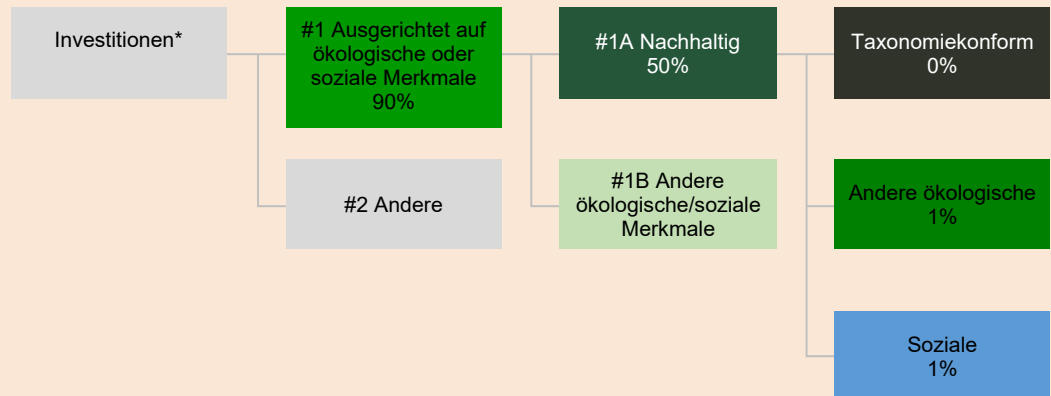 Investitionen*
#1 Ausgerichtet auf
ökologische oder
soziale Merkmale
90%
#1A Nachhaltig
50%
Taxonomiekonform
0%
#2 Andere
#1B Andere
ökologische/soziale
Merkmale
Andere ökologische
1%
Soziale
1%